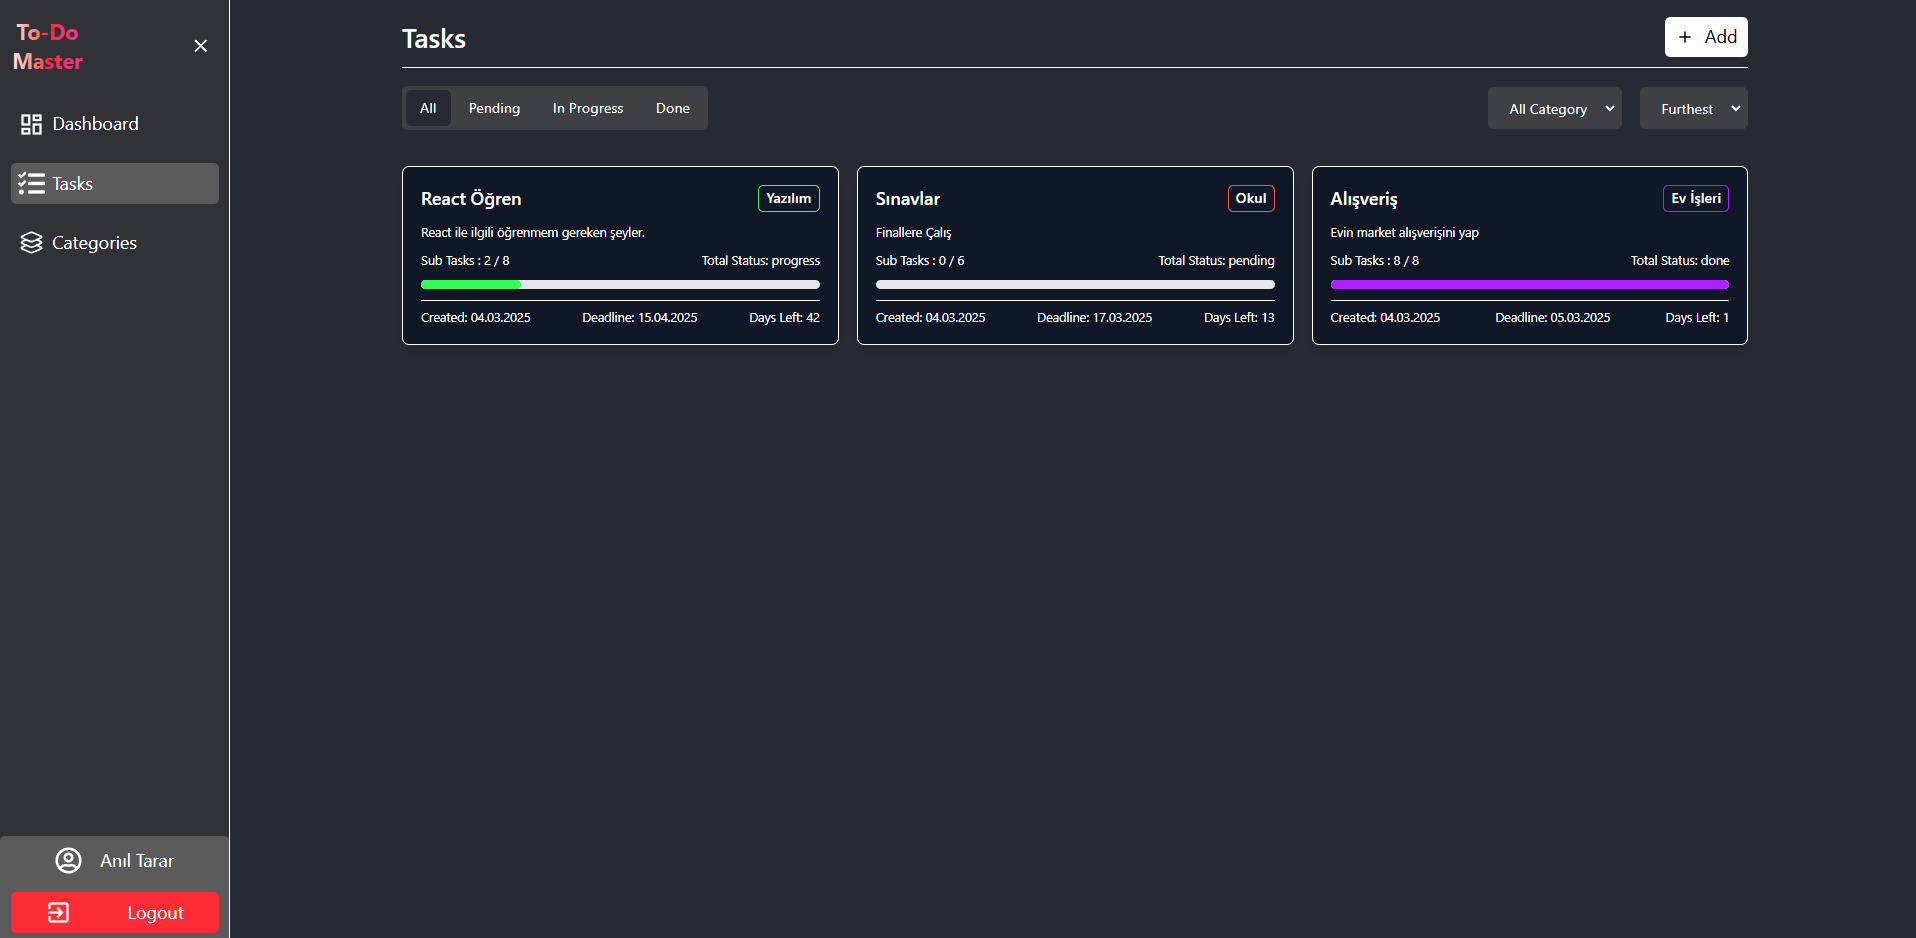 To-Do
Master
Dashboard
Tasks
Categories
Anıl Tarar
Logout
Tasks
Add
All
Pending
In Progress
Done
All Category
Furthest
React Öğren
Yazılım
React ile ilgili öğrenmem gereken şeyler.
Sub Tasks : 2 / 8
Total Status: progress
Created: 04.03.2025
Deadline: 15.04.2025
Days Left: 42
Sınavlar
Okul
Finallere Çalış
Sub Tasks : 0 / 6
Total Status: pending
Created: 04.03.2025
Deadline: 17.03.2025
Days Left: 13
Alışveriş
Ev İşleri
Evin market alışverişini yap
Sub Tasks : 8 / 8
Total Status: done
Created: 04.03.2025
Deadline: 05.03.2025
Days Left: 1